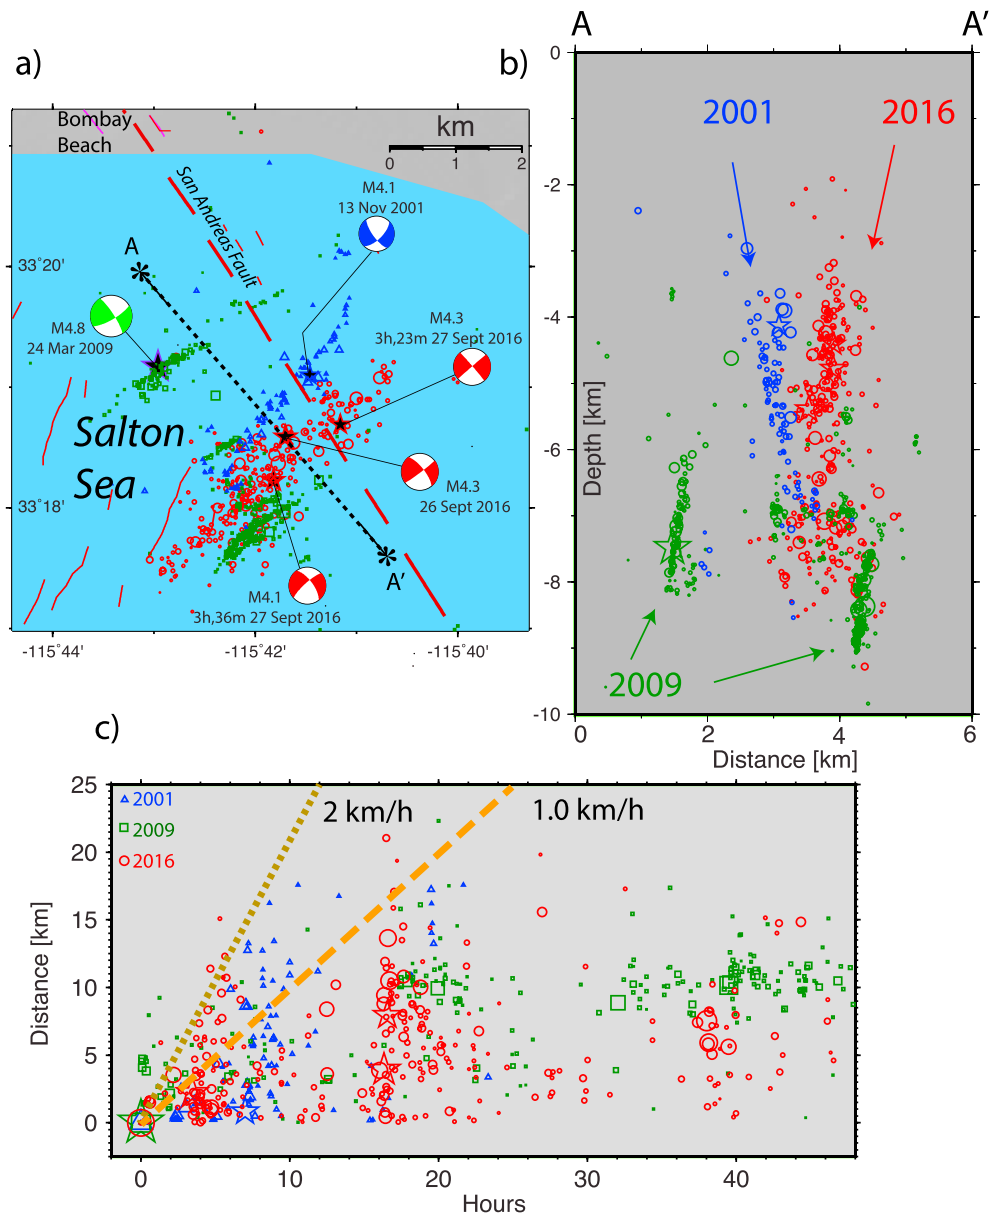 a)
Bombay
Beach
km
0 1 2
San Andreas Fault
M4.1
13 Nov 2001
A
33°20'
M4.8
24 Mar 2009
M4.3
3h,23m 27 Sept 2016
Salton
Sea
M4.3
26 Sept 2016
33°18'
A'
M4.1
3h,36m 27 Sept 2016
-115°44' -115°42' -115°40'
b)
A A'
0
-2
-4
-6
-8
-10
Depth [km]
2001
2016
2009
0 2 4 6
Distance [km]
c)
25
20
15
10
5
0
Distance [km]
2001
2009
2016
2 km/h
1.0 km/h
0 10 20 30 40
Hours